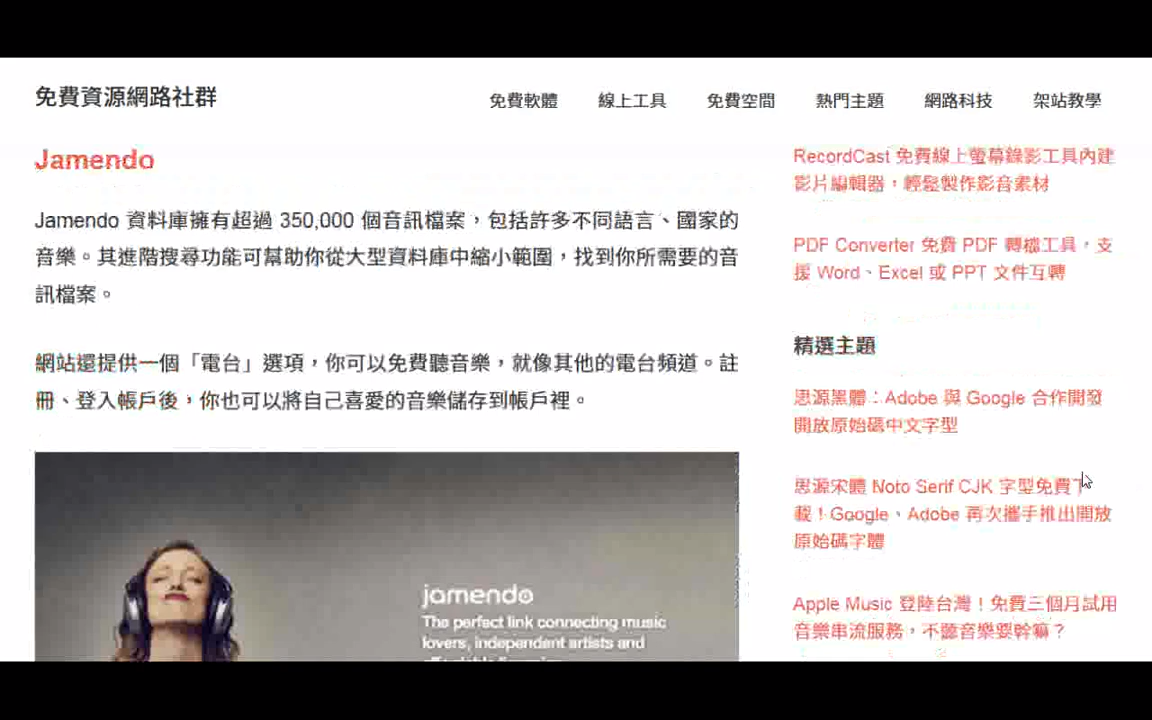 免費資源網路社群
免費軟體 線上工具 免費空間 熱門主題 網路科技 架站教學
Jamendo
Jamendo 資料庫擁有超過 350,000 個音訊檔案，包括許多不同語言、國家的
音樂。其進階搜尋功能可幫助你從大型資料庫中縮小範圍，找到你所需要的音
訊檔案。
網站還提供一個「電台」選項，你可以免費聽音樂，就像其他的電台頻道。註
冊、登入帳戶後，你也可以將自己喜愛的音樂儲存到帳戶裡。
jamendo
The perfect link connecting music
lovers, independent artists and
RecordCast 免費線上螢幕錄影工具內建
影片編輯器，輕鬆製作影音素材
PDF Converter 免費 PDF 轉檔工具，支
援 Word、Excel 或 PPT 文件互轉
精選主題
思源黑體：Adobe 與 Google 合作開發
開放原始碼中文字型
思源宋體 Noto Serif CJK 字型免費下
載！Google、Adobe 再次攜手推出開放
原始碼字體
Apple Music 登陸台灣！免費三個月試用
音樂串流服務，不聽音樂要幹嘛？